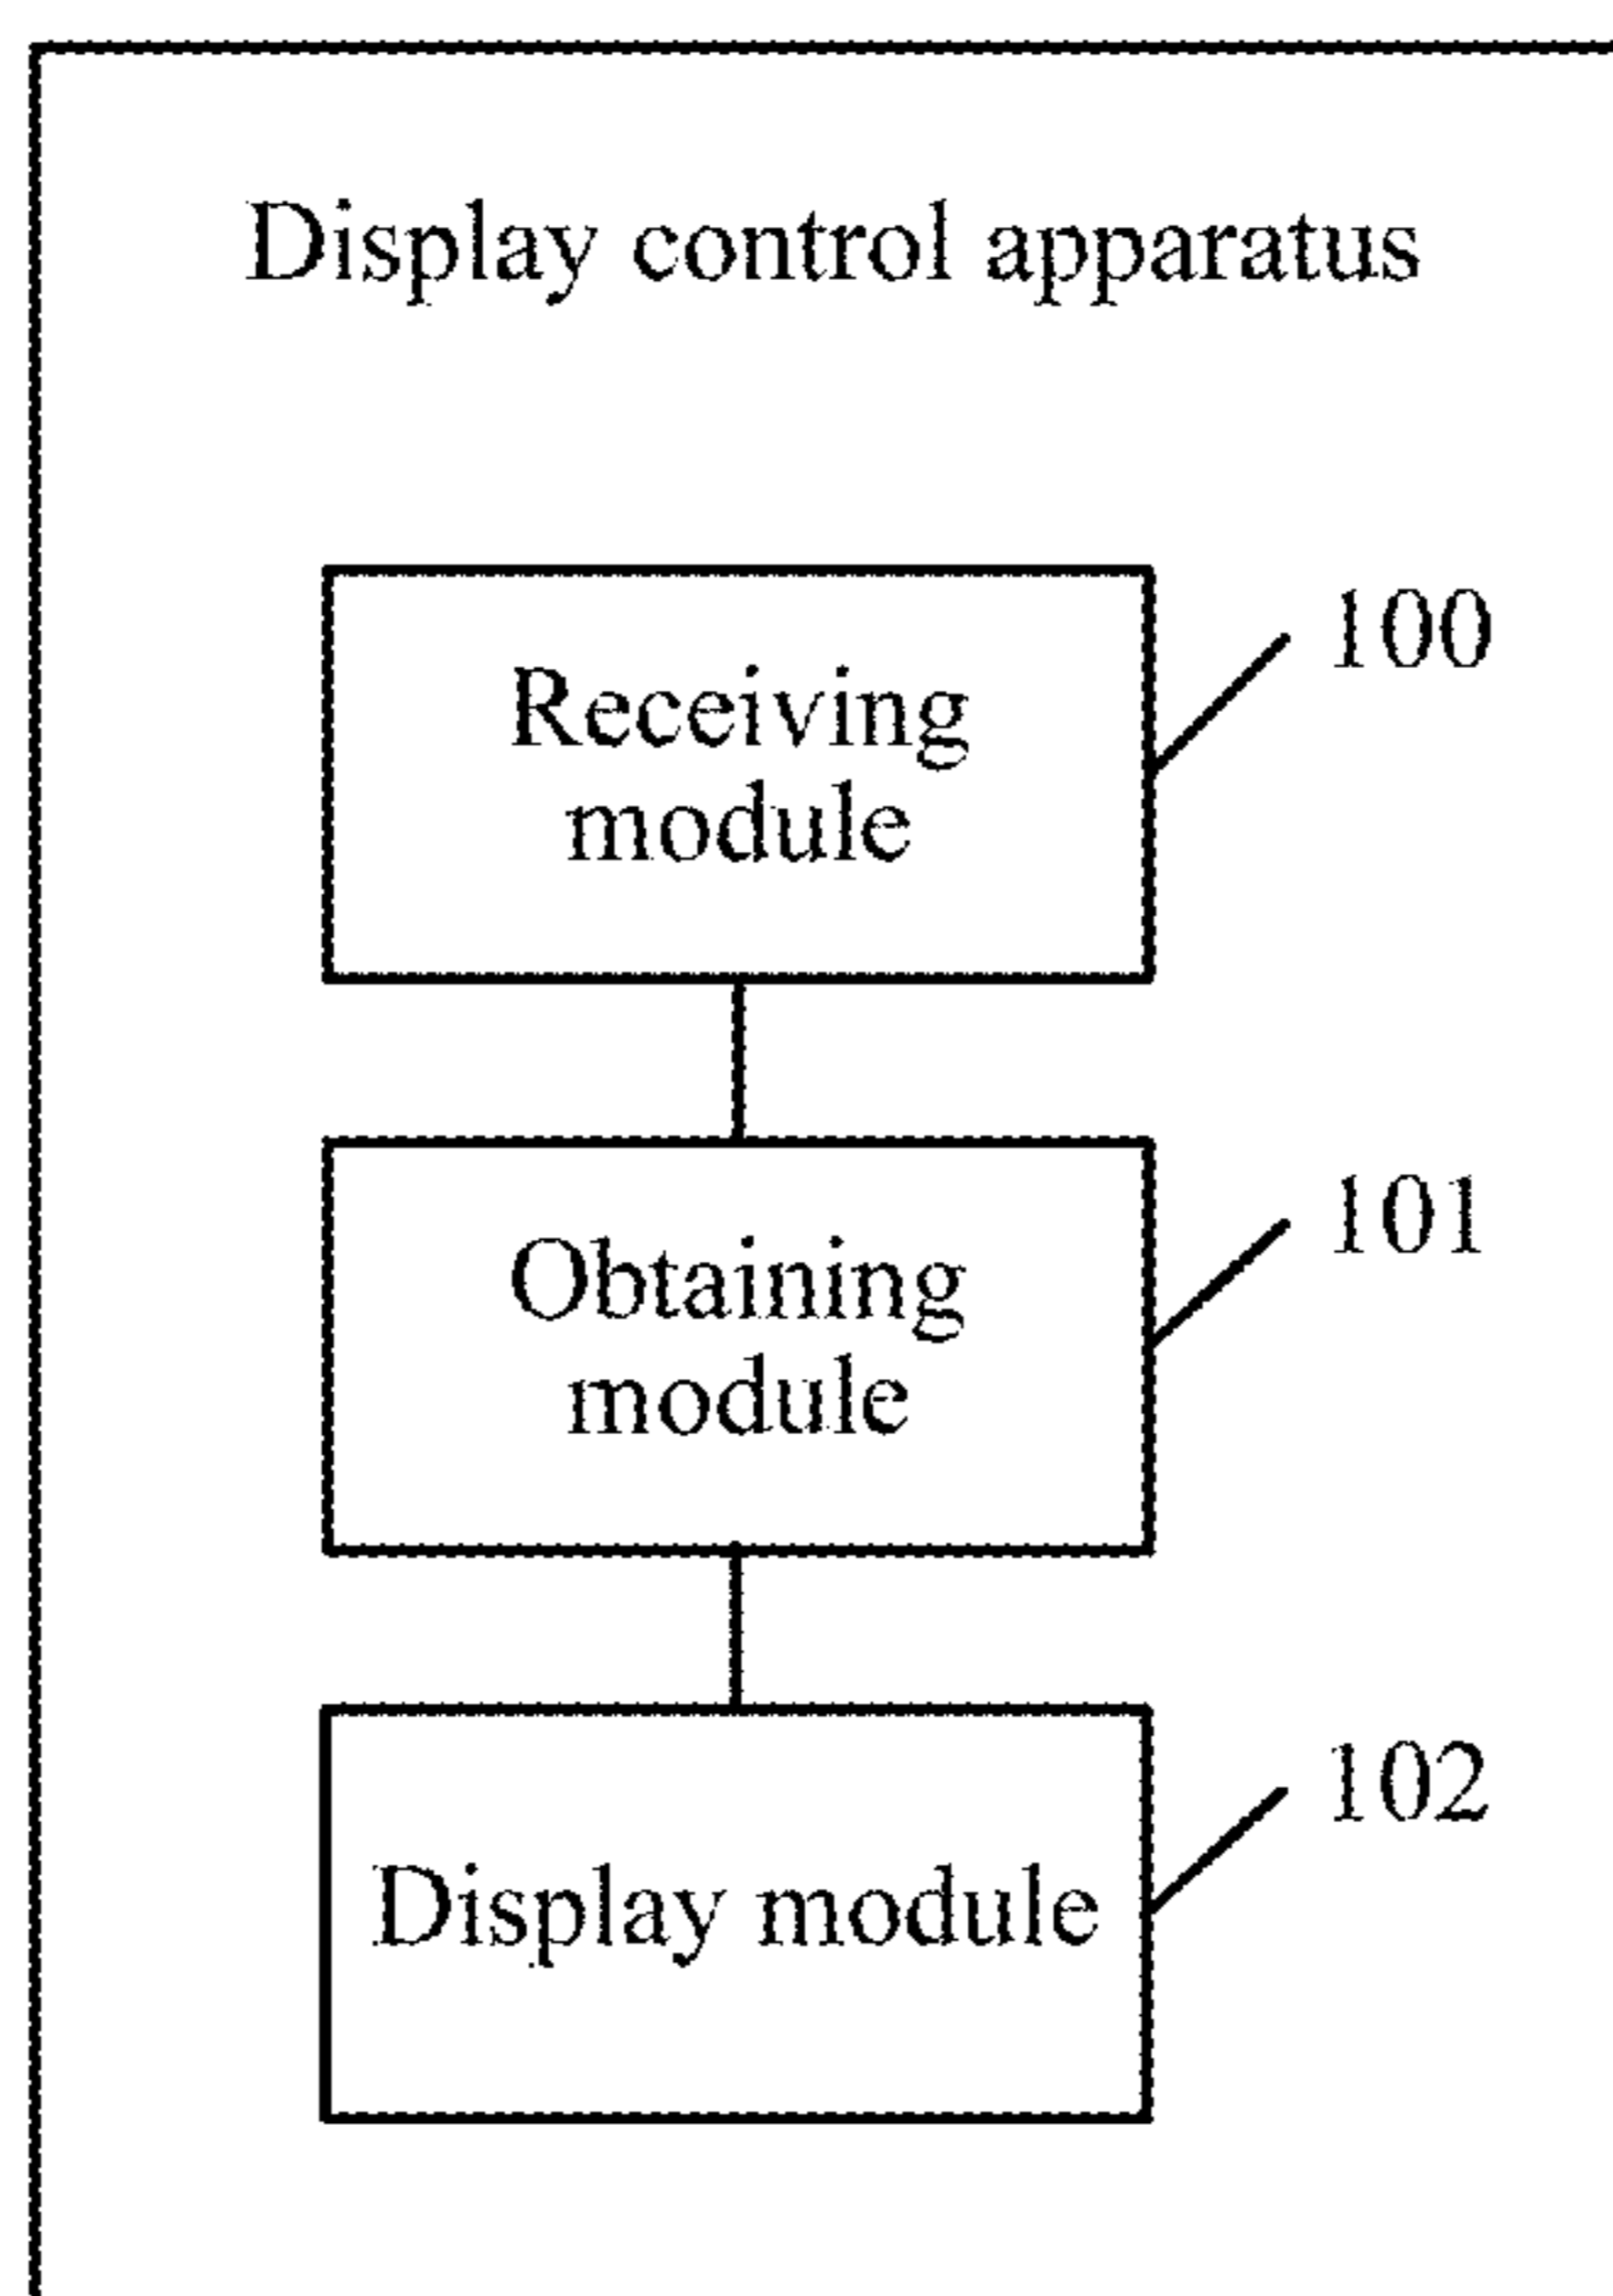 Display control apparatus
100
Receiving
module
101
Obtaining
module
102
Display module